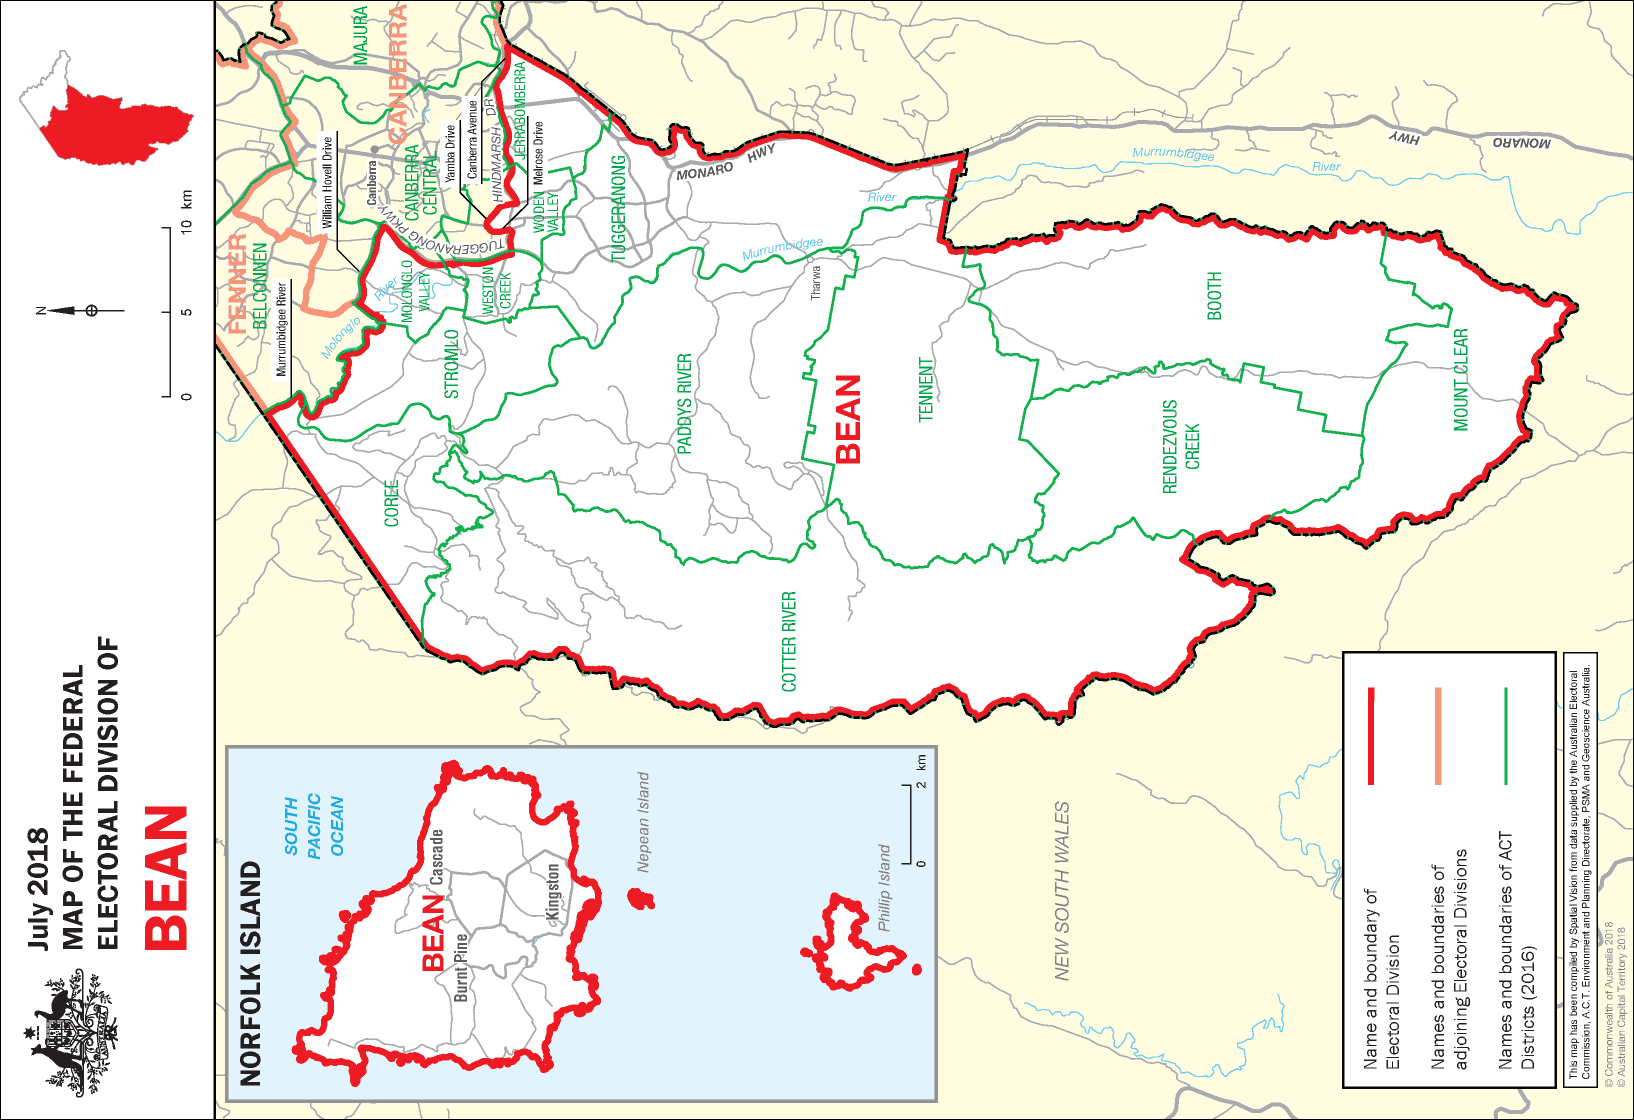 July 2018
MAP OF THE FEDERAL
ELECTORAL DIVISION OF
BEAN
N
0
5
10
km
NORFOLK ISLAND
SOUTH
PACIFIC
OCEAN
BEAN
Cascade
Burnt Pine
Kingston
Nepean Island
Phillip Island
0
2
km
FENNER
BELCONNEN
MAJURA
CANBERRA
Murrumbidgee River
William Hovell Drive
Canberra
CANBERRA
CENTRAL
Yamba Drive
Canberra Avenue
HINDMARSH DR
Melrose Drive
JERRABOMBERRA
TUGGERANONG PKWY
Molonglo
River
MOLONGLO
VALLEY
WESTON
CREEK
WODEN
VALLEY
TUGGERANONG
STROMLO
COREE
PADDYS RIVER
MONARO HWY
Murrumbidgee
River
Tharwa
BEAN
TENNENT
COTTER RIVER
BOOTH
RENDEZVOUS
CREEK
MOUNT CLEAR
Murrumbidgee
River
MONARO HWY
NEW SOUTH WALES
Name and boundary of
Electoral Division
Names and boundaries of
adjoining Electoral Divisions
Names and boundaries of ACT
Districts (2016)
This map has been compiled by Spatial Vision from data supplied by the Australian Electoral
Commission, A.C.T. Environment and Planning Directorate, PSMA and Geoscience Australia.
© Commonwealth of Australia 2018
© Australian Capital Territory 2018